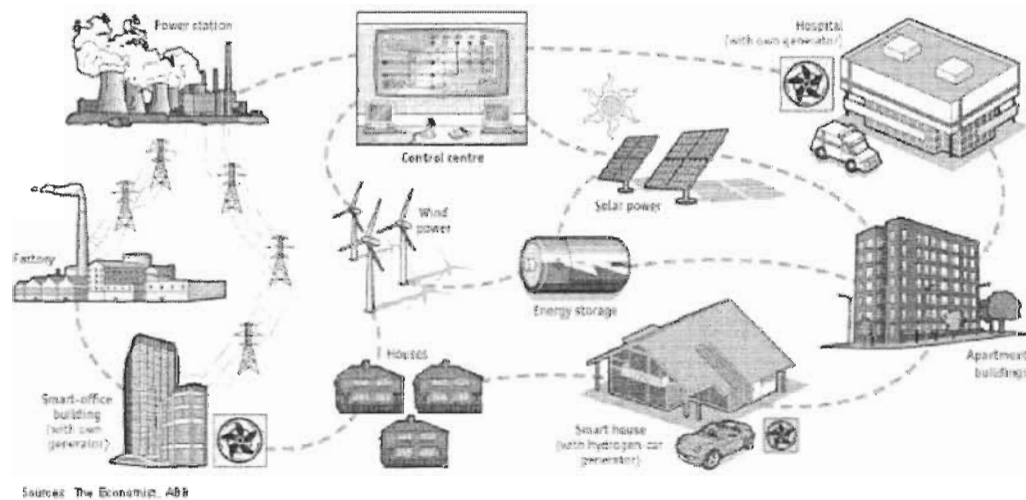 Power station
Hospital
(with own
generator)
Control centre
Solar power
Wind
power
Factory
Energy storage
Houses
Apartment
buildings
Smart-office
building
(with own
generator)
Smart house
(with hydrogen-car
generator)
Sources: The Economist, ABB